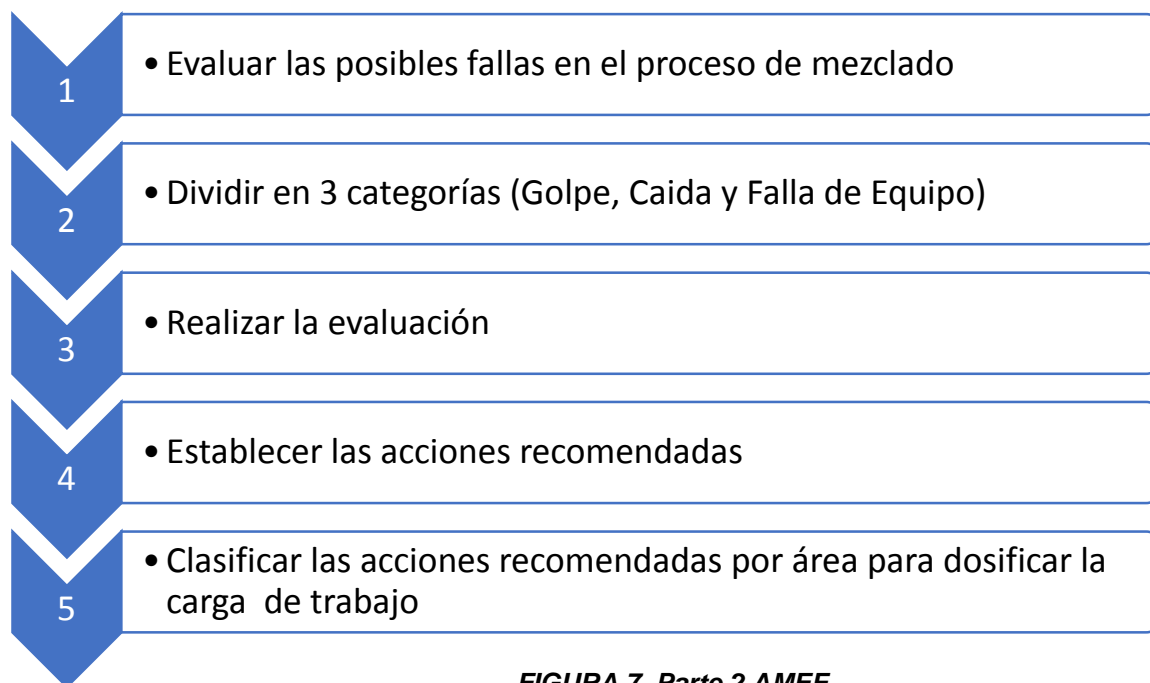 1
• Evaluar las posibles fallas en el proceso de mezclado
2
• Dividir en 3 categorías (Golpe, Caida y Falla de Equipo)
3
• Realizar la evaluación
4
• Establecer las acciones recomendadas
5
• Clasificar las acciones recomendadas por área para dosificar la
carga de trabajo
FIGURA 7. Parte 2 AMEF